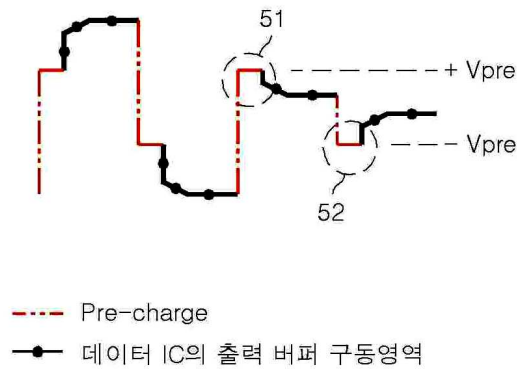 51
+ Vpre
- Vpre
52
Pre-charge
데이터 IC의 출력 버퍼 구동영역